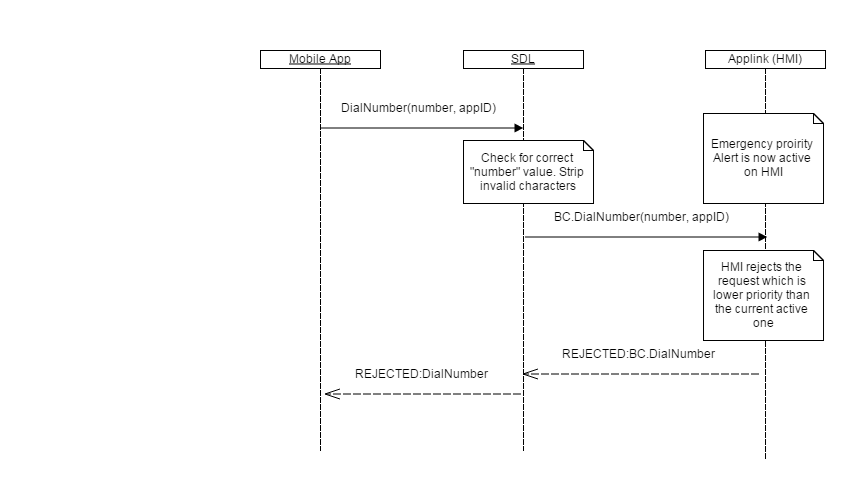 Mobile App
SDL
Applink (HMI)
DialNumber(number, appID)
Emergency proirity
Alert is now active
on HMI
Check for correct
"number" value. Strip
invalid characters
BC.DialNumber(number, appID)
HMI rejects the
request which is
lower priority than
the current active
one
REJECTED:BC.DialNumber
REJECTED:DialNumber